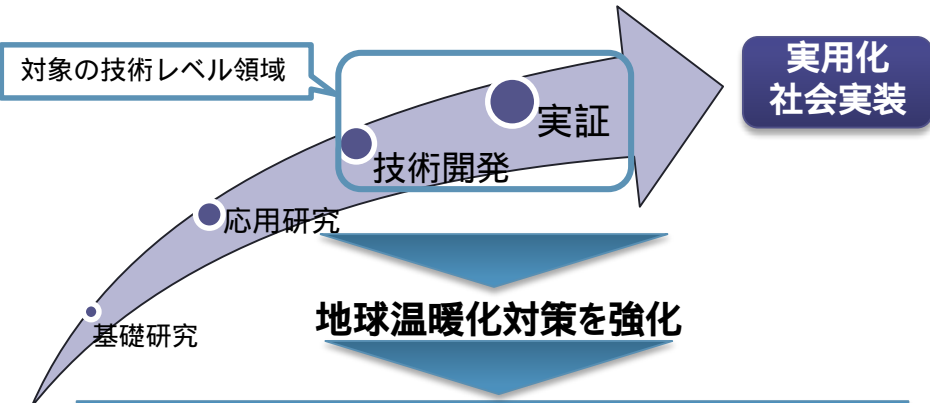 対象の技術レベル領域
実用化
社会実装
実証
技術開発
応用研究
基礎研究
地球温暖化対策を強化